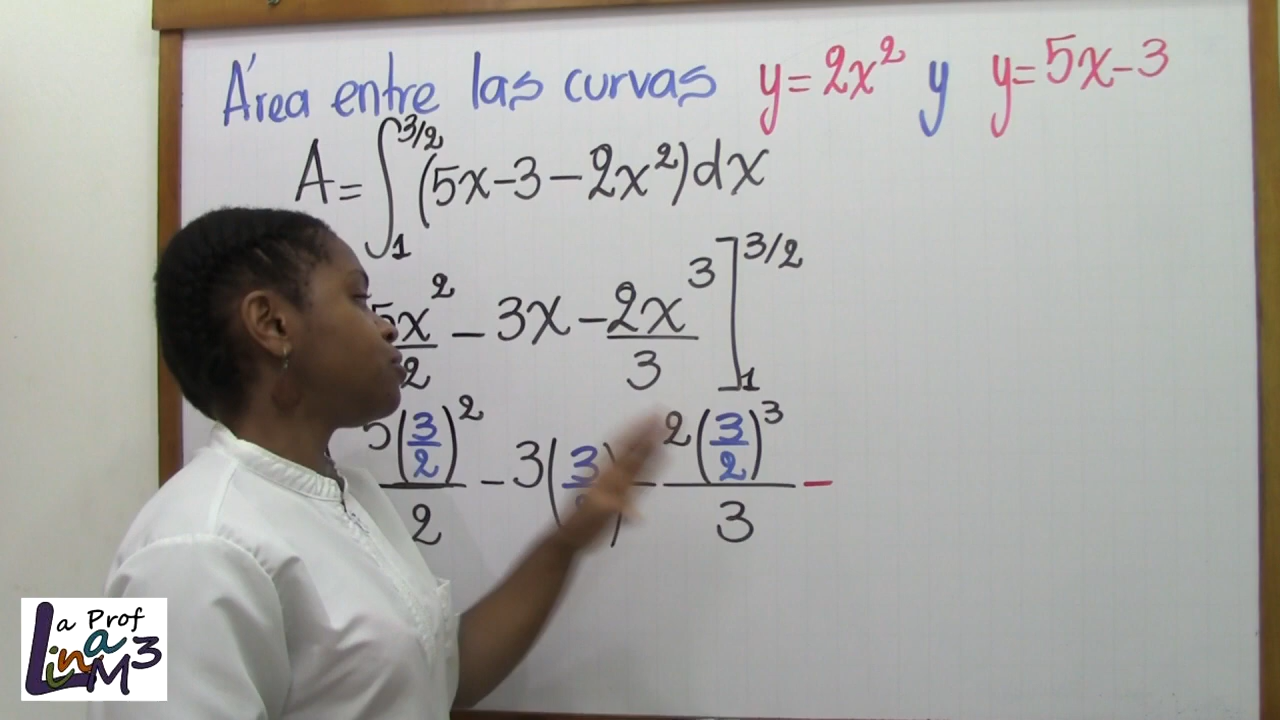 Área entre las curvas y=2x² y y=5x-3
A=∫₁^{3/2} (5x-3-2x²)dx
5x²/2 - 3x - 2x³/3 ]₁^{3/2}
5(3/2)²/2 - 3(3/2) - 2(3/2)³/3 -
La Prof
Lina M3